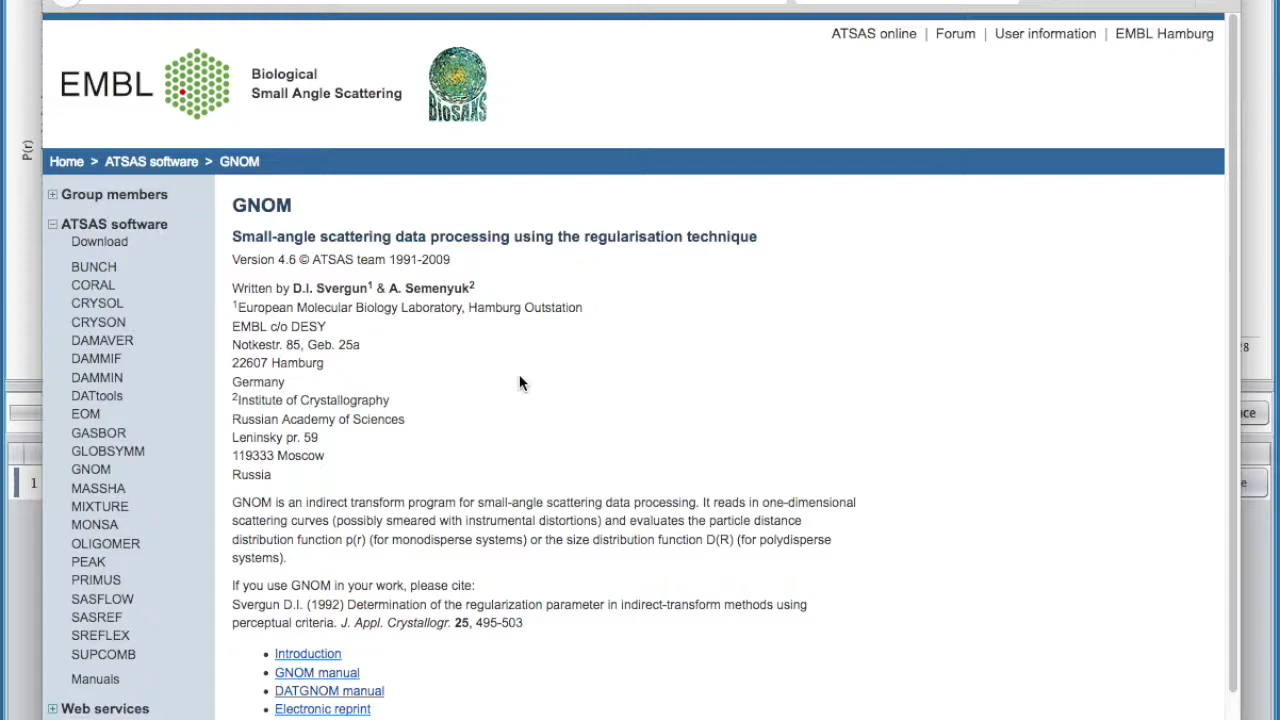 ATSAS online | Forum | User information | EMBL Hamburg
EMBL
Biological
Small Angle Scattering
BIOSAXS
P(r)
Home > ATSAS software > GNOM
Group members
ATSAS software
Download
BUNCH
CORAL
CRYSOL
CRYSON
DAMAVER
DAMMIF
DAMMIN
DATtools
EOM
GASBOR
GLOBSYMM
GNOM
MASSHA
MIXTURE
MONSA
OLIGOMER
PEAK
PRIMUS
SASFLOW
SASREF
SREFLEX
SUPCOMB
Manuals
Web services
GNOM
Small-angle scattering data processing using the regularisation technique
Version 4.6 © ATSAS team 1991-2009
Written by D.I. Svergun¹ & A. Semenyuk²
¹European Molecular Biology Laboratory, Hamburg Outstation
EMBL c/o DESY
Notkestr. 85, Geb. 25a
22607 Hamburg
Germany
²Institute of Crystallography
Russian Academy of Sciences
Leninsky pr. 59
119333 Moscow
Russia
GNOM is an indirect transform program for small-angle scattering data processing. It reads in one-dimensional
scattering curves (possibly smeared with instrumental distortions) and evaluates the particle distance
distribution function p(r) (for monodisperse systems) or the size distribution function D(R) (for polydisperse
systems).
If you use GNOM in your work, please cite:
Svergun D.I. (1992) Determination of the regularization parameter in indirect-transform methods using
perceptual criteria. J. Appl. Crystallogr. 25, 495-503
Introduction
GNOM manual
DATGNOM manual
Electronic reprint
1
8
nce
e